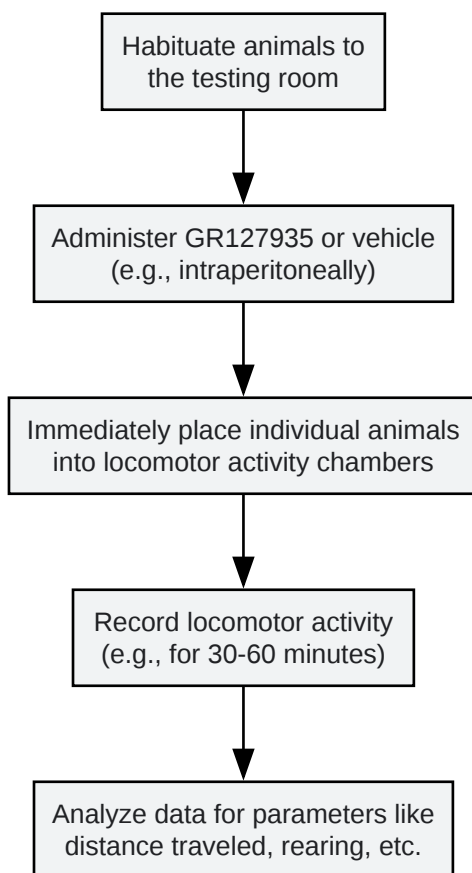 Habituate animals to
the testing room
Administer GR127935 or vehicle
(e.g., intraperitoneally)
Immediately place individual animals
into locomotor activity chambers
Record locomotor activity
(e.g., for 30-60 minutes)
Analyze data for parameters like
distance traveled, rearing, etc.